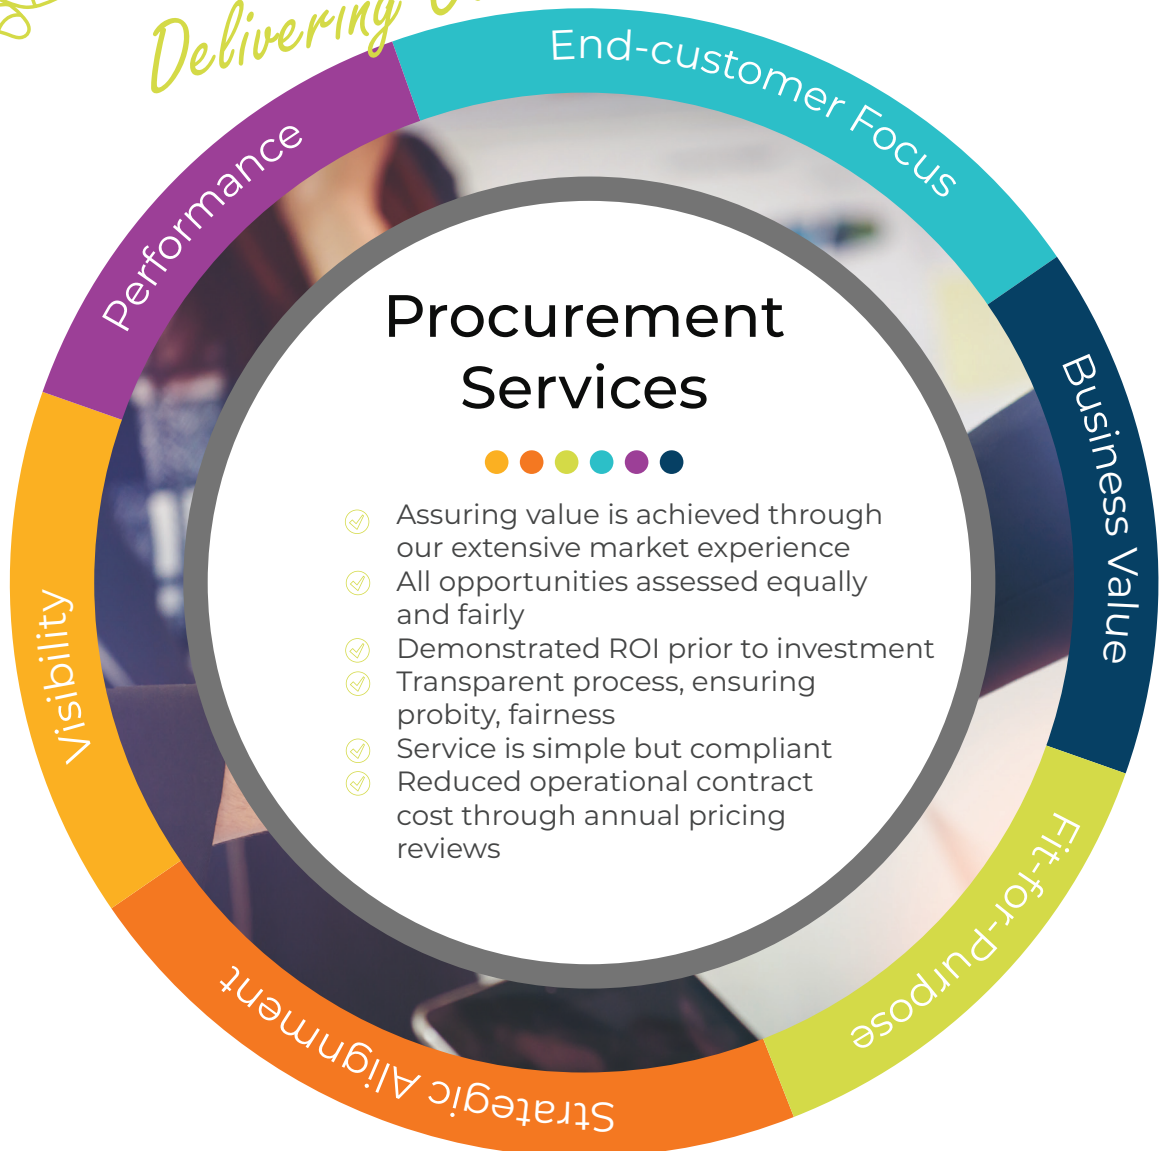 Delivering
End-customer Focus
Performance
Business Value
Visibility
Fit-for-Purpose
Strategic Alignment
Procurement
Services
Assuring value is achieved through
our extensive market experience
All opportunities assessed equally
and fairly
Demonstrated ROI prior to investment
Transparent process, ensuring
probity, fairness
Service is simple but compliant
Reduced operational contract
cost through annual pricing
reviews